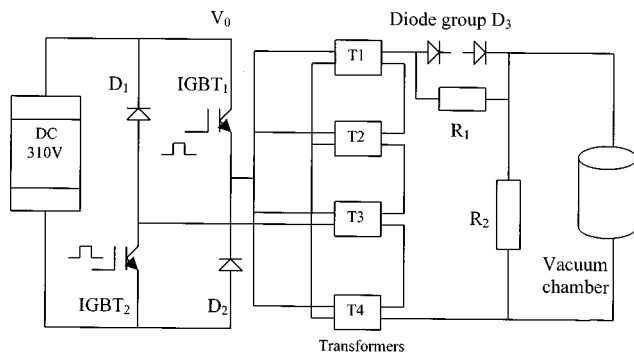 V₀
Diode group D₃
D₁
IGBT₁
T1
DC
310V
R₁
T2
T3
R₂
IGBT₂
D₂
T4
Vacuum
chamber
Transformers